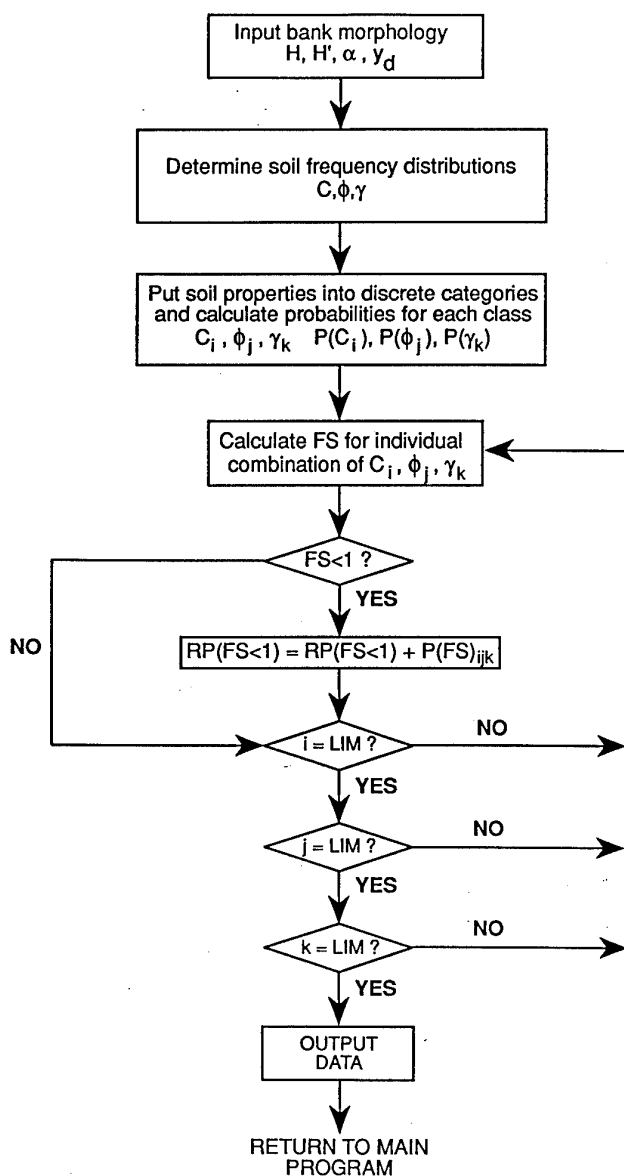 Input bank morphology
H, H', α , y_d
Determine soil frequency distributions
C,ϕ,γ
Put soil properties into discrete categories
and calculate probabilities for each class
C_i , ϕ_j , γ_k P(C_i), P(ϕ_j), P(γ_k)
Calculate FS for individual
combination of C_i , ϕ_j , γ_k
FS<1 ?
YES
NO
RP(FS<1) = RP(FS<1) + P(FS)_ijk
i = LIM ?
NO
YES
j = LIM ?
NO
YES
k = LIM ?
NO
YES
OUTPUT
DATA
RETURN TO MAIN
PROGRAM